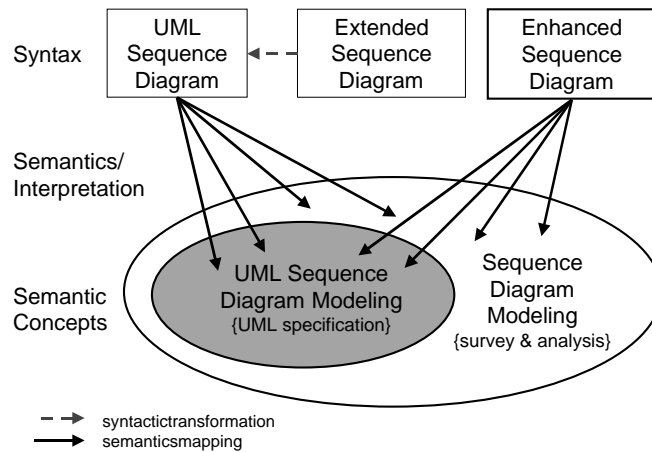 Syntax
UML
Sequence
Diagram
Extended
Sequence
Diagram
Enhanced
Sequence
Diagram
Semantics/
Interpretation
Semantic
Concepts
UML Sequence
Diagram Modeling
{UML specification}
Sequence
Diagram
Modeling
{survey & analysis}
syntactictransformation
semanticsmapping